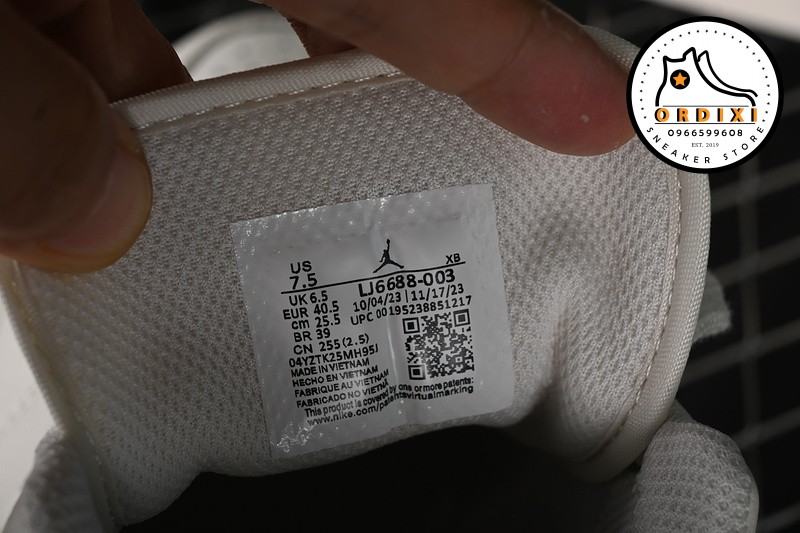 ORDIXI
0966599608
EST. 2019
SNEAKER STORE
US
7.5
XB
UK 6.5
LJ6688-003
EUR 40.5
10/04/23 | 11/17/23
cm 25.5
UPC 00195238851217
BR 39
CN 255 (2.5)
04YZTK25MH95J
MADE IN VIETNAM
HECHO EN VIETNAM
FABRIQUE AU VIETNAM
FABRICADO NO VIETNÃ
This product is covered by one or more patents:
www.nike.com/patentsvirtualmarking